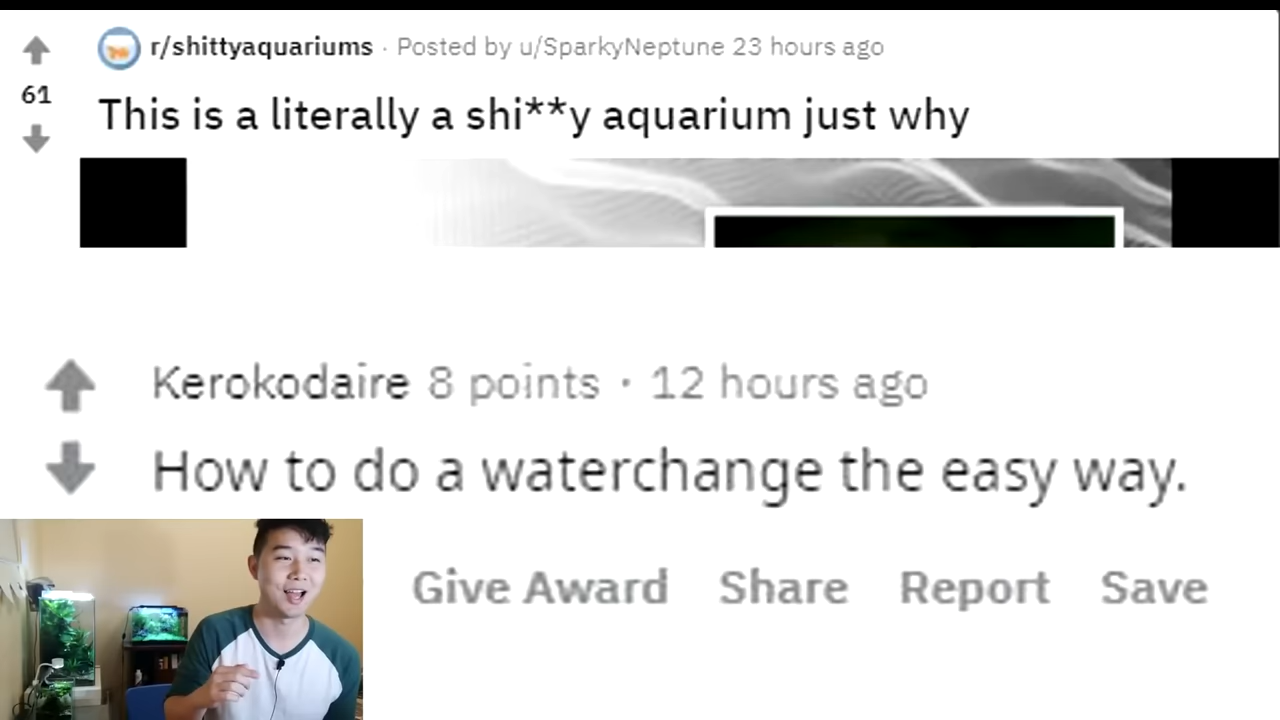 r/shittyaquariums · Posted by u/SparkyNeptune 23 hours ago
61
This is a literally a shi**y aquarium just why
Kerokodaire 8 points · 12 hours ago
How to do a waterchange the easy way.
Give Award Share Report Save